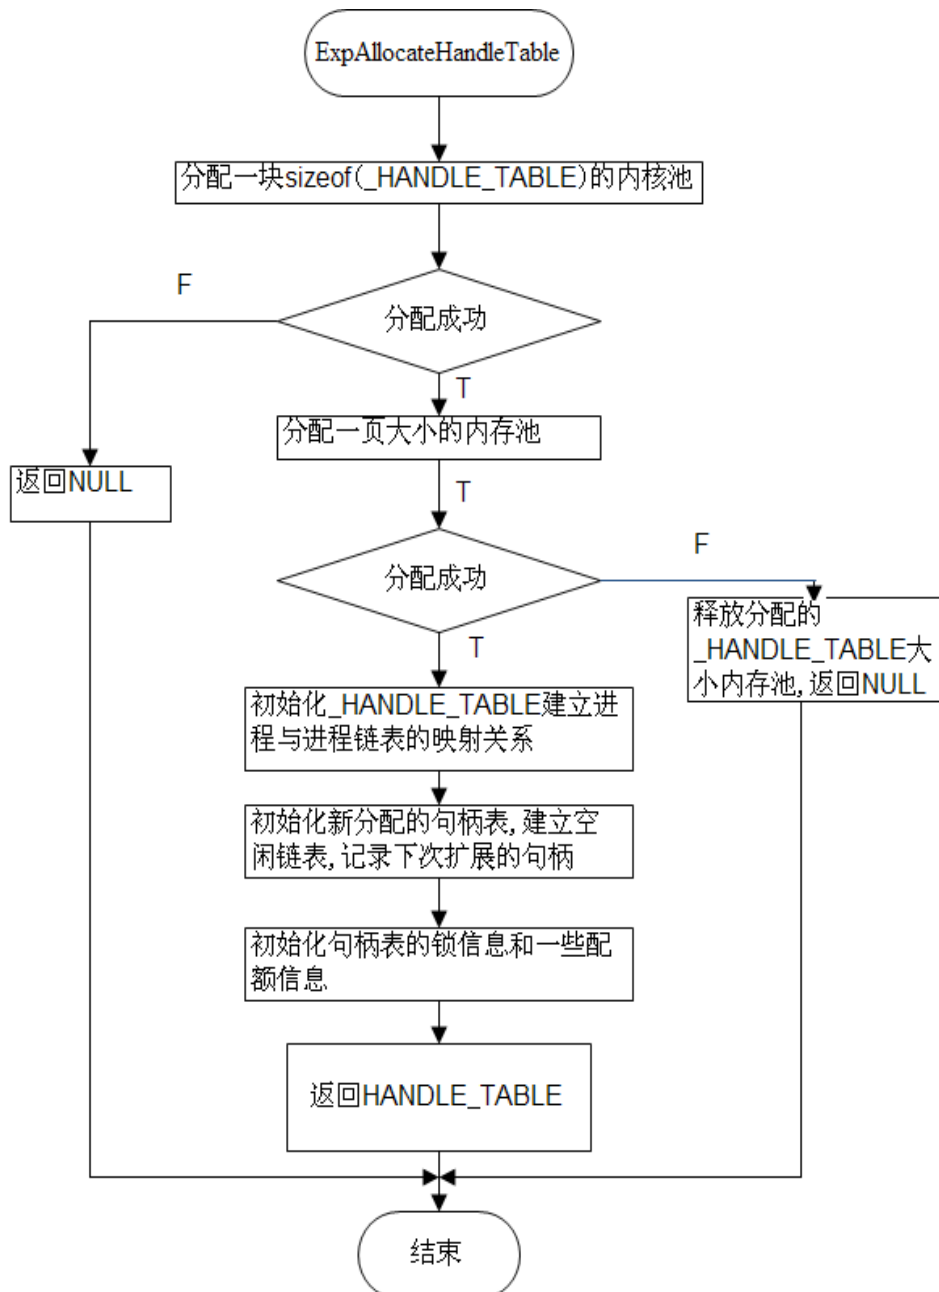 ExpAllocateHandleTable
分配一块sizeof(_HANDLE_TABLE)的内核池
F
分配成功
T
分配一页大小的内存池
返回NULL
T
F
分配成功
释放分配的
_HANDLE_TABLE大
小内存池,返回NULL
T
初始化_HANDLE_TABLE建立进
程与进程链表的映射关系
初始化新分配的句柄表,建立空
闲链表,记录下次扩展的句柄
初始化句柄表的锁信息和一些配
额信息
返回HANDLE_TABLE
结束